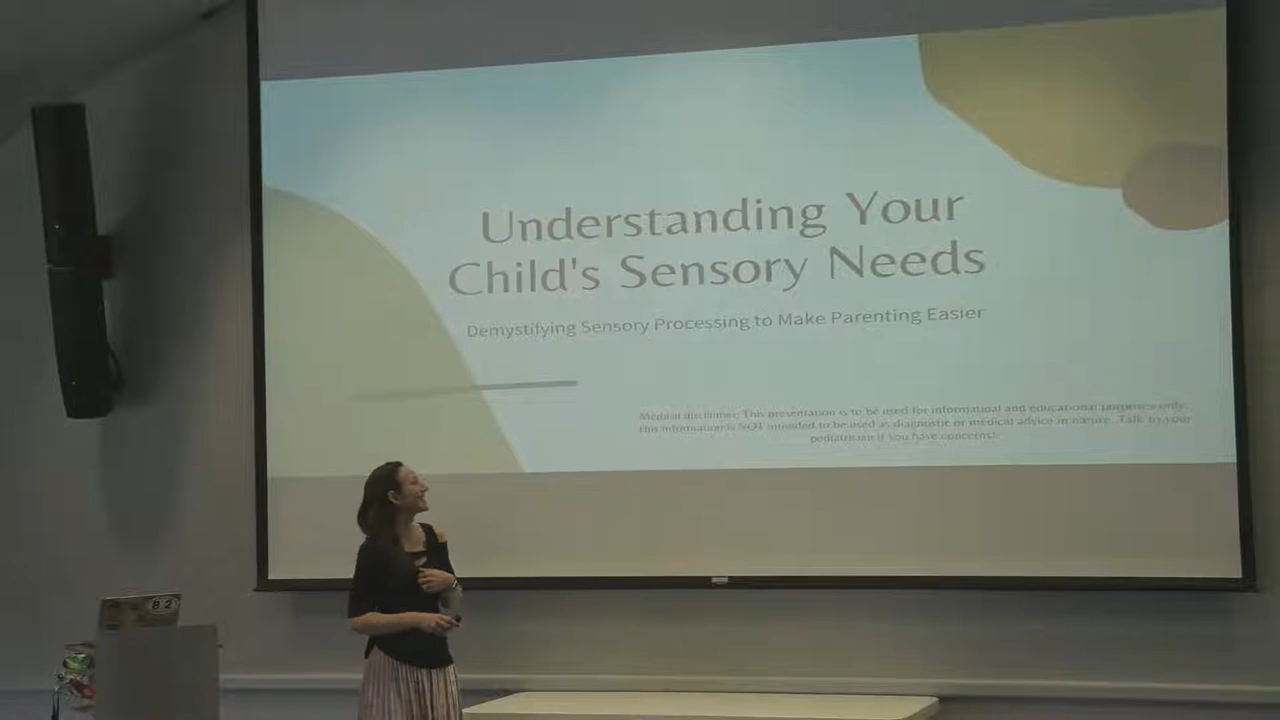 Understanding Your
Child's Sensory Needs
Demystifying Sensory Processing to Make Parenting Easier
Medical disclaimer: This presentation is to be used for informational and educational purposes only.
This information is NOT intended to be used as diagnostic or medical advice in nature. Talk to your
pediatrician if you have concerns!
B 2